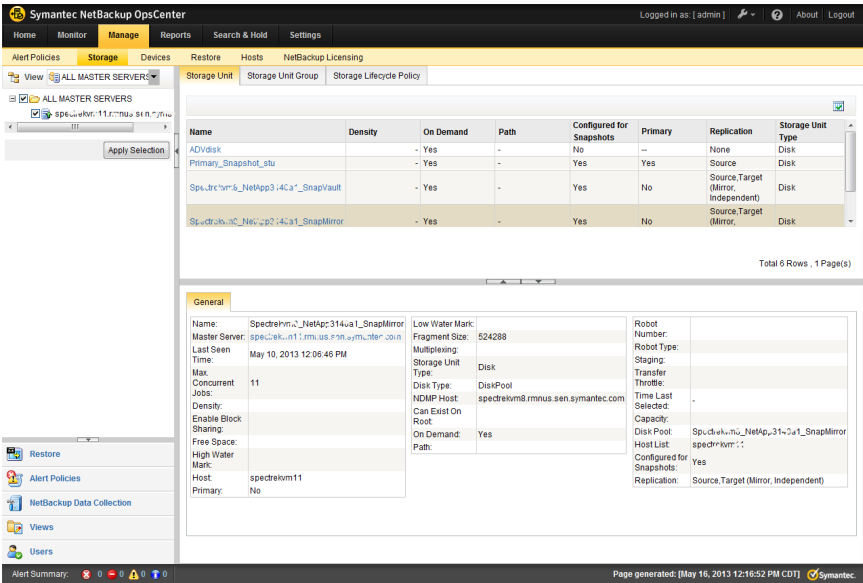 Symantec NetBackup OpsCenter
Logged in as: [ admin ]
About
Logout
Home
Monitor
Manage
Reports
Search & Hold
Settings
Alert Policies
Storage
Devices
Restore
Hosts
NetBackup Licensing
View
ALL MASTER SERVERS
Storage Unit
Storage Unit Group
Storage Lifecycle Policy
ALL MASTER SERVERS
Apply Selection
Name
Density
On Demand
Path
Configured for
Snapshots
Primary
Replication
Storage Unit
Type
ADVdisk
- Yes
-
No
--
None
Disk
Primary_Snapshot_stu
- Yes
-
Yes
Yes
Source
Disk
- Yes
-
Yes
No
Source,Target
(Mirror,
Independent)
Disk
- Yes
-
Yes
No
Source,Target
(Mirror,
Disk
Total 6 Rows , 1 Page(s)
General
Name:
Master Server:
Last Seen
Time:
May 10, 2013 12:06:46 PM
Max.
Concurrent
Jobs:
11
Density:
Enable Block
Sharing:
Free Space:
High Water
Mark:
Host:
spectrekvm11
Primary:
No
Low Water Mark:
Fragment Size:
524288
Multiplexing:
Storage Unit
Type:
Disk
Disk Type:
DiskPool
NDMP Host:
spectrekvm8.rmnus.sen.symantec.com
Can Exist On
Root:
On Demand:
Yes
Path:
Robot
Number:
Robot Type:
Staging:
Transfer
Throttle:
Time Last
Selected:
-
Capacity:
Disk Pool:
Host List:
Configured for
Snapshots:
Yes
Replication:
Source,Target (Mirror, Independent)
Restore
Alert Policies
NetBackup Data Collection
Views
Users
Alert Summary:
0
0
0
0
Page generated: [May 16, 2013 12:16:52 PM CDT]
Symantec.